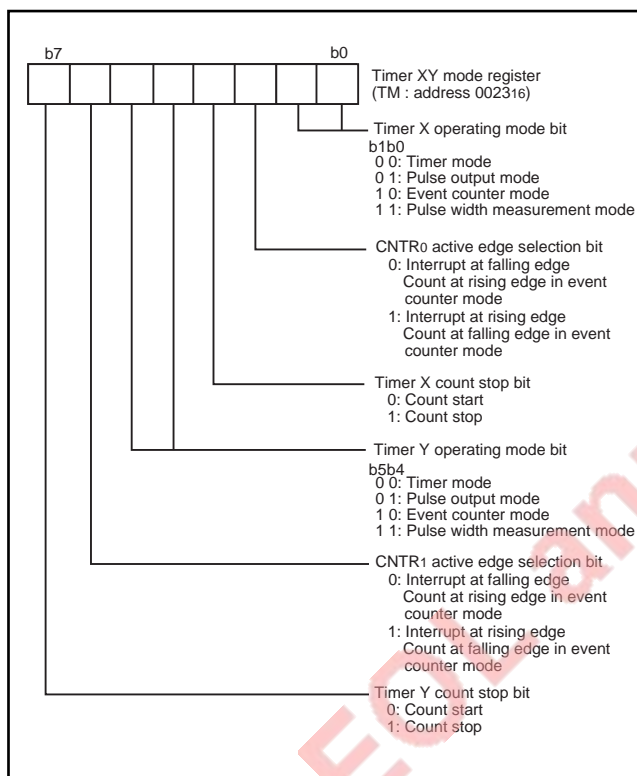 b7 b0
Timer XY mode register
(TM : address 002316)
Timer X operating mode bit
b1b0
0 0: Timer mode
0 1: Pulse output mode
1 0: Event counter mode
1 1: Pulse width measurement mode
CNTR0 active edge selection bit
0: Interrupt at falling edge
Count at rising edge in event
counter mode
1: Interrupt at rising edge
Count at falling edge in event
counter mode
Timer X count stop bit
0: Count start
1: Count stop
Timer Y operating mode bit
b5b4
0 0: Timer mode
0 1: Pulse output mode
1 0: Event counter mode
1 1: Pulse width measurement mode
CNTR1 active edge selection bit
0: Interrupt at falling edge
Count at rising edge in event
counter mode
1: Interrupt at rising edge
Count at falling edge in event
counter mode
Timer Y count stop bit
0: Count start
1: Count stop
EOL